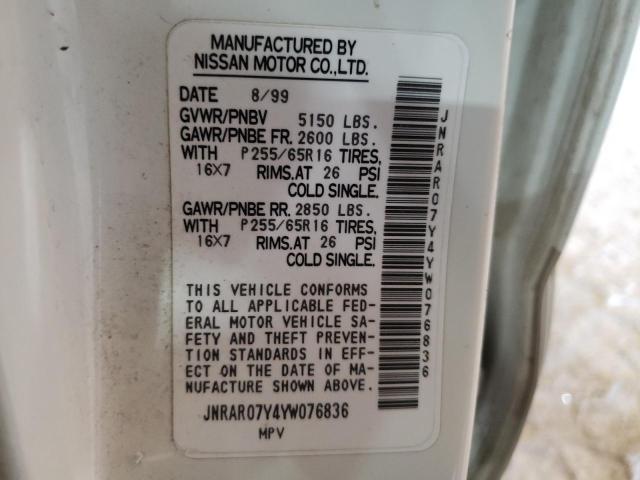 MANUFACTURED BY
NISSAN MOTOR CO.,LTD.
DATE 8/99
GVWR/PNBV 5150 LBS.
GAWR/PNBE FR. 2600 LBS.
WITH P255/65R16 TIRES,
16X7 RIMS.AT 26 PSI
COLD SINGLE.
GAWR/PNBE RR. 2850 LBS.
WITH P255/65R16 TIRES,
16X7 RIMS.AT 26 PSI
COLD SINGLE.
THIS VEHICLE CONFORMS
TO ALL APPLICABLE FED-
ERAL MOTOR VEHICLE SA-
FETY AND THEFT PREVEN-
TION STANDARDS IN EFF-
ECT ON THE DATE OF MA-
NUFACTURE SHOWN ABOVE.
JNRAR07Y4YW076836
MPV
JNRAR07Y4YW076836